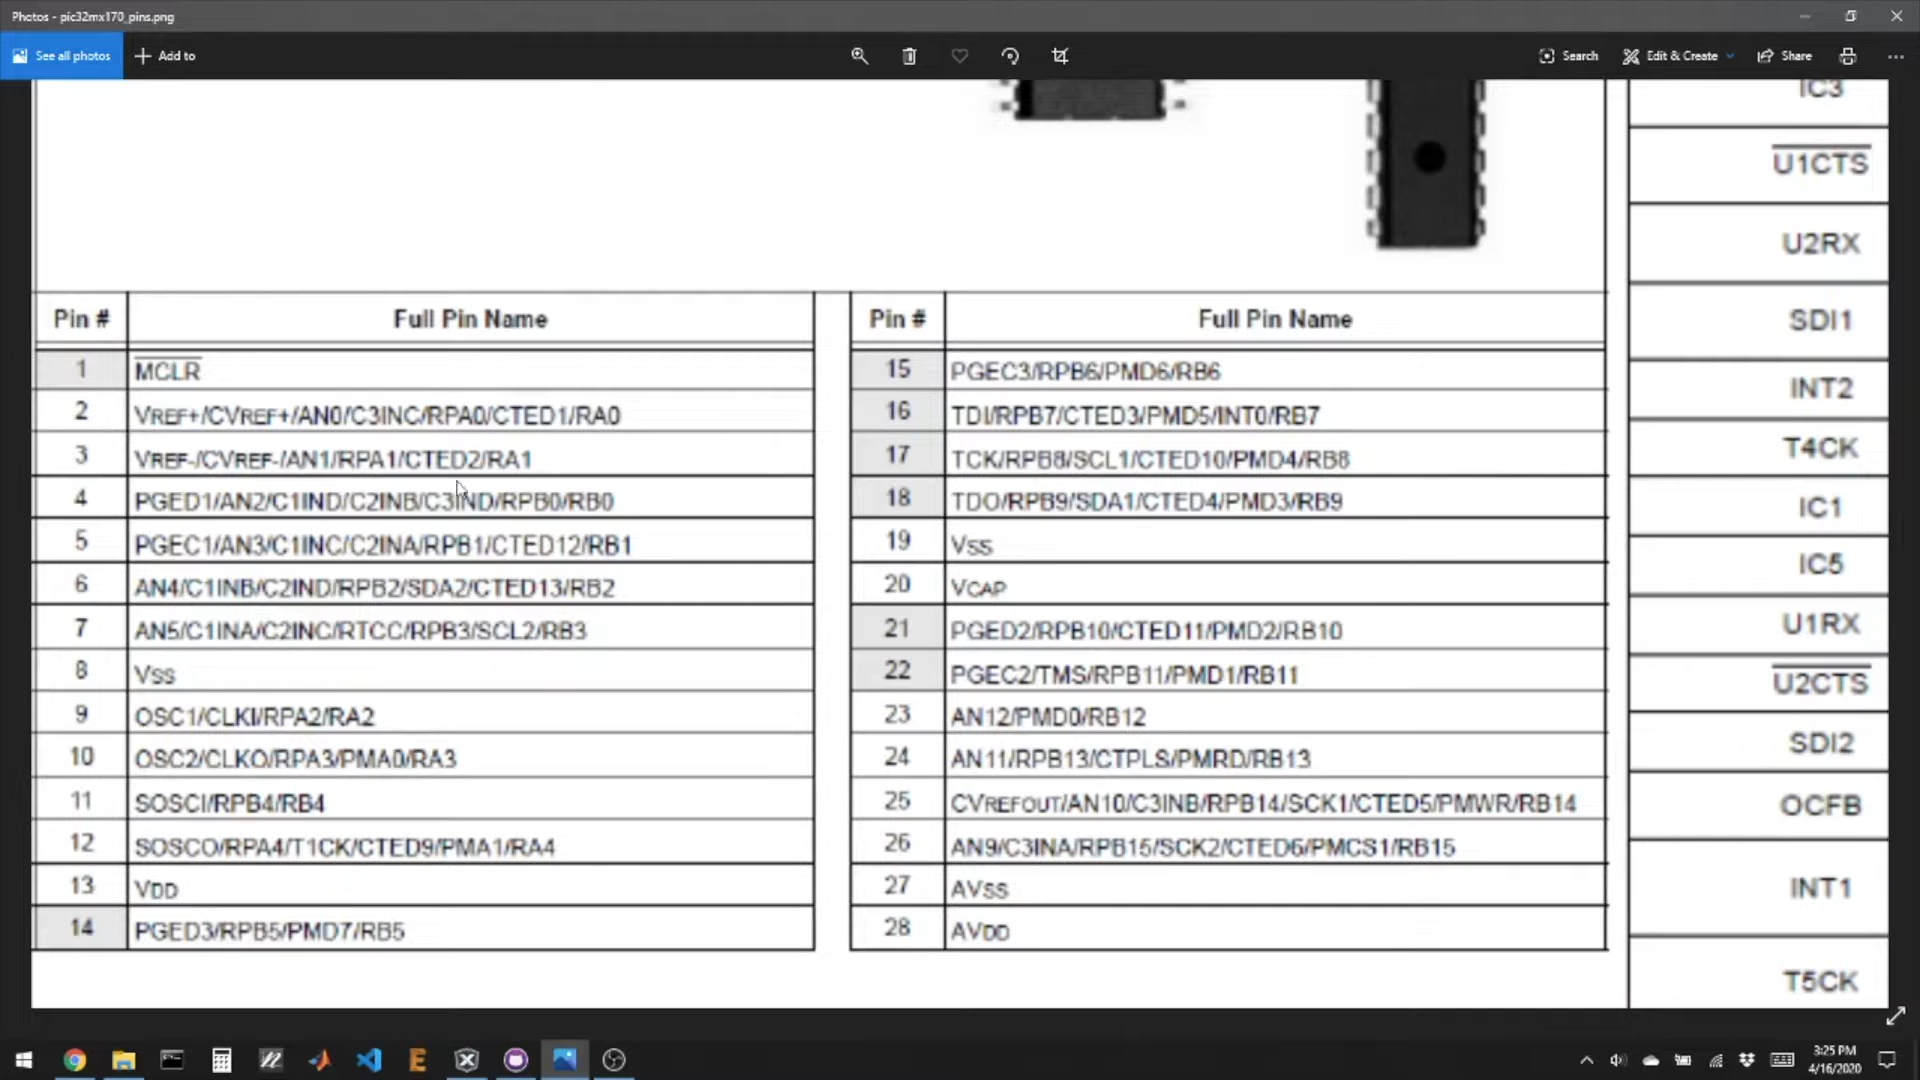 Photos - pic32mx170_pins.png
See all photos
Add to
Search
Edit & Create
Share
Pin #
Full Pin Name
1
MCLR
2
VREF+/CVREF+/AN0/C3INC/RPA0/CTED1/RA0
3
VREF-/CVREF-/AN1/RPA1/CTED2/RA1
4
PGED1/AN2/C1IND/C2INB/C3IND/RPB0/RB0
5
PGEC1/AN3/C1INC/C2INA/RPB1/CTED12/RB1
6
AN4/C1INB/C2IND/RPB2/SDA2/CTED13/RB2
7
AN5/C1INA/C2INC/RTCC/RPB3/SCL2/RB3
8
VSS
9
OSC1/CLKI/RPA2/RA2
10
OSC2/CLKO/RPA3/PMA0/RA3
11
SOSCI/RPB4/RB4
12
SOSCO/RPA4/T1CK/CTED9/PMA1/RA4
13
VDD
14
PGED3/RPB5/PMD7/RB5
Pin #
Full Pin Name
15
PGEC3/RPB6/PMD6/RB6
16
TDI/RPB7/CTED3/PMD5/INT0/RB7
17
TCK/RPB8/SCL1/CTED10/PMD4/RB8
18
TDO/RPB9/SDA1/CTED4/PMD3/RB9
19
VSS
20
VCAP
21
PGED2/RPB10/CTED11/PMD2/RB10
22
PGEC2/TMS/RPB11/PMD1/RB11
23
AN12/PMD0/RB12
24
AN11/RPB13/CTPLS/PMRD/RB13
25
CVREFOUT/AN10/C3INB/RPB14/SCK1/CTED5/PMWR/RB14
26
AN9/C3INA/RPB15/SCK2/CTED6/PMCS1/RB15
27
AVSS
28
AVDD
IC3
U1CTS
U2RX
SDI1
INT2
T4CK
IC1
IC5
U1RX
U2CTS
SDI2
OCFB
INT1
T5CK
3:25 PM
4/16/2020